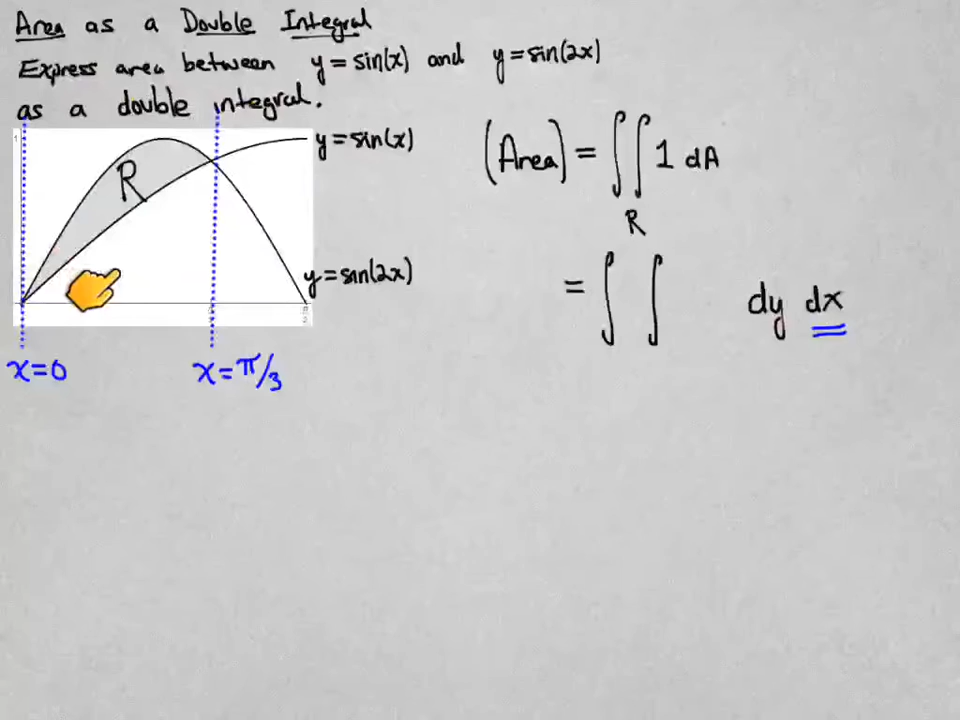 Area as a Double Integral
Express area between y = sin(x) and y = sin(2x)
as a double integral.
1
y = sin(x)
R
y = sin(2x)
x=0
x=π/3
(Area) = ∫∫ 1 dA
R
= ∫ ∫ dy dx